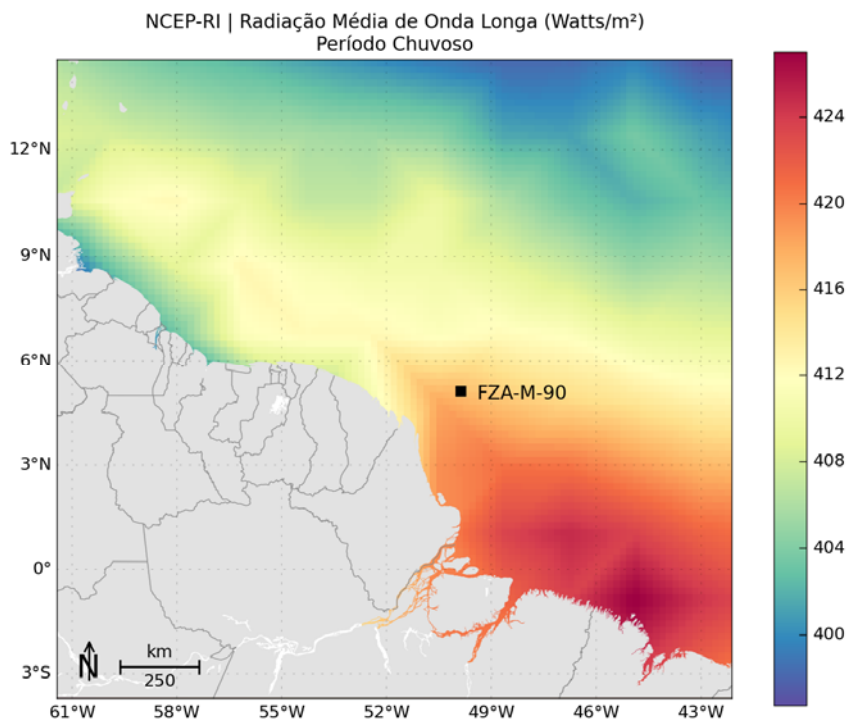 NCEP-RI | Radiação Média de Onda Longa (Watts/m²)
Período Chuvoso
424
12°N
420
9°N
416
6°N
412
FZA-M-90
3°N
408
404
0°
400
N
km
250
3°S
61°W 58°W 55°W 52°W 49°W 46°W 43°W